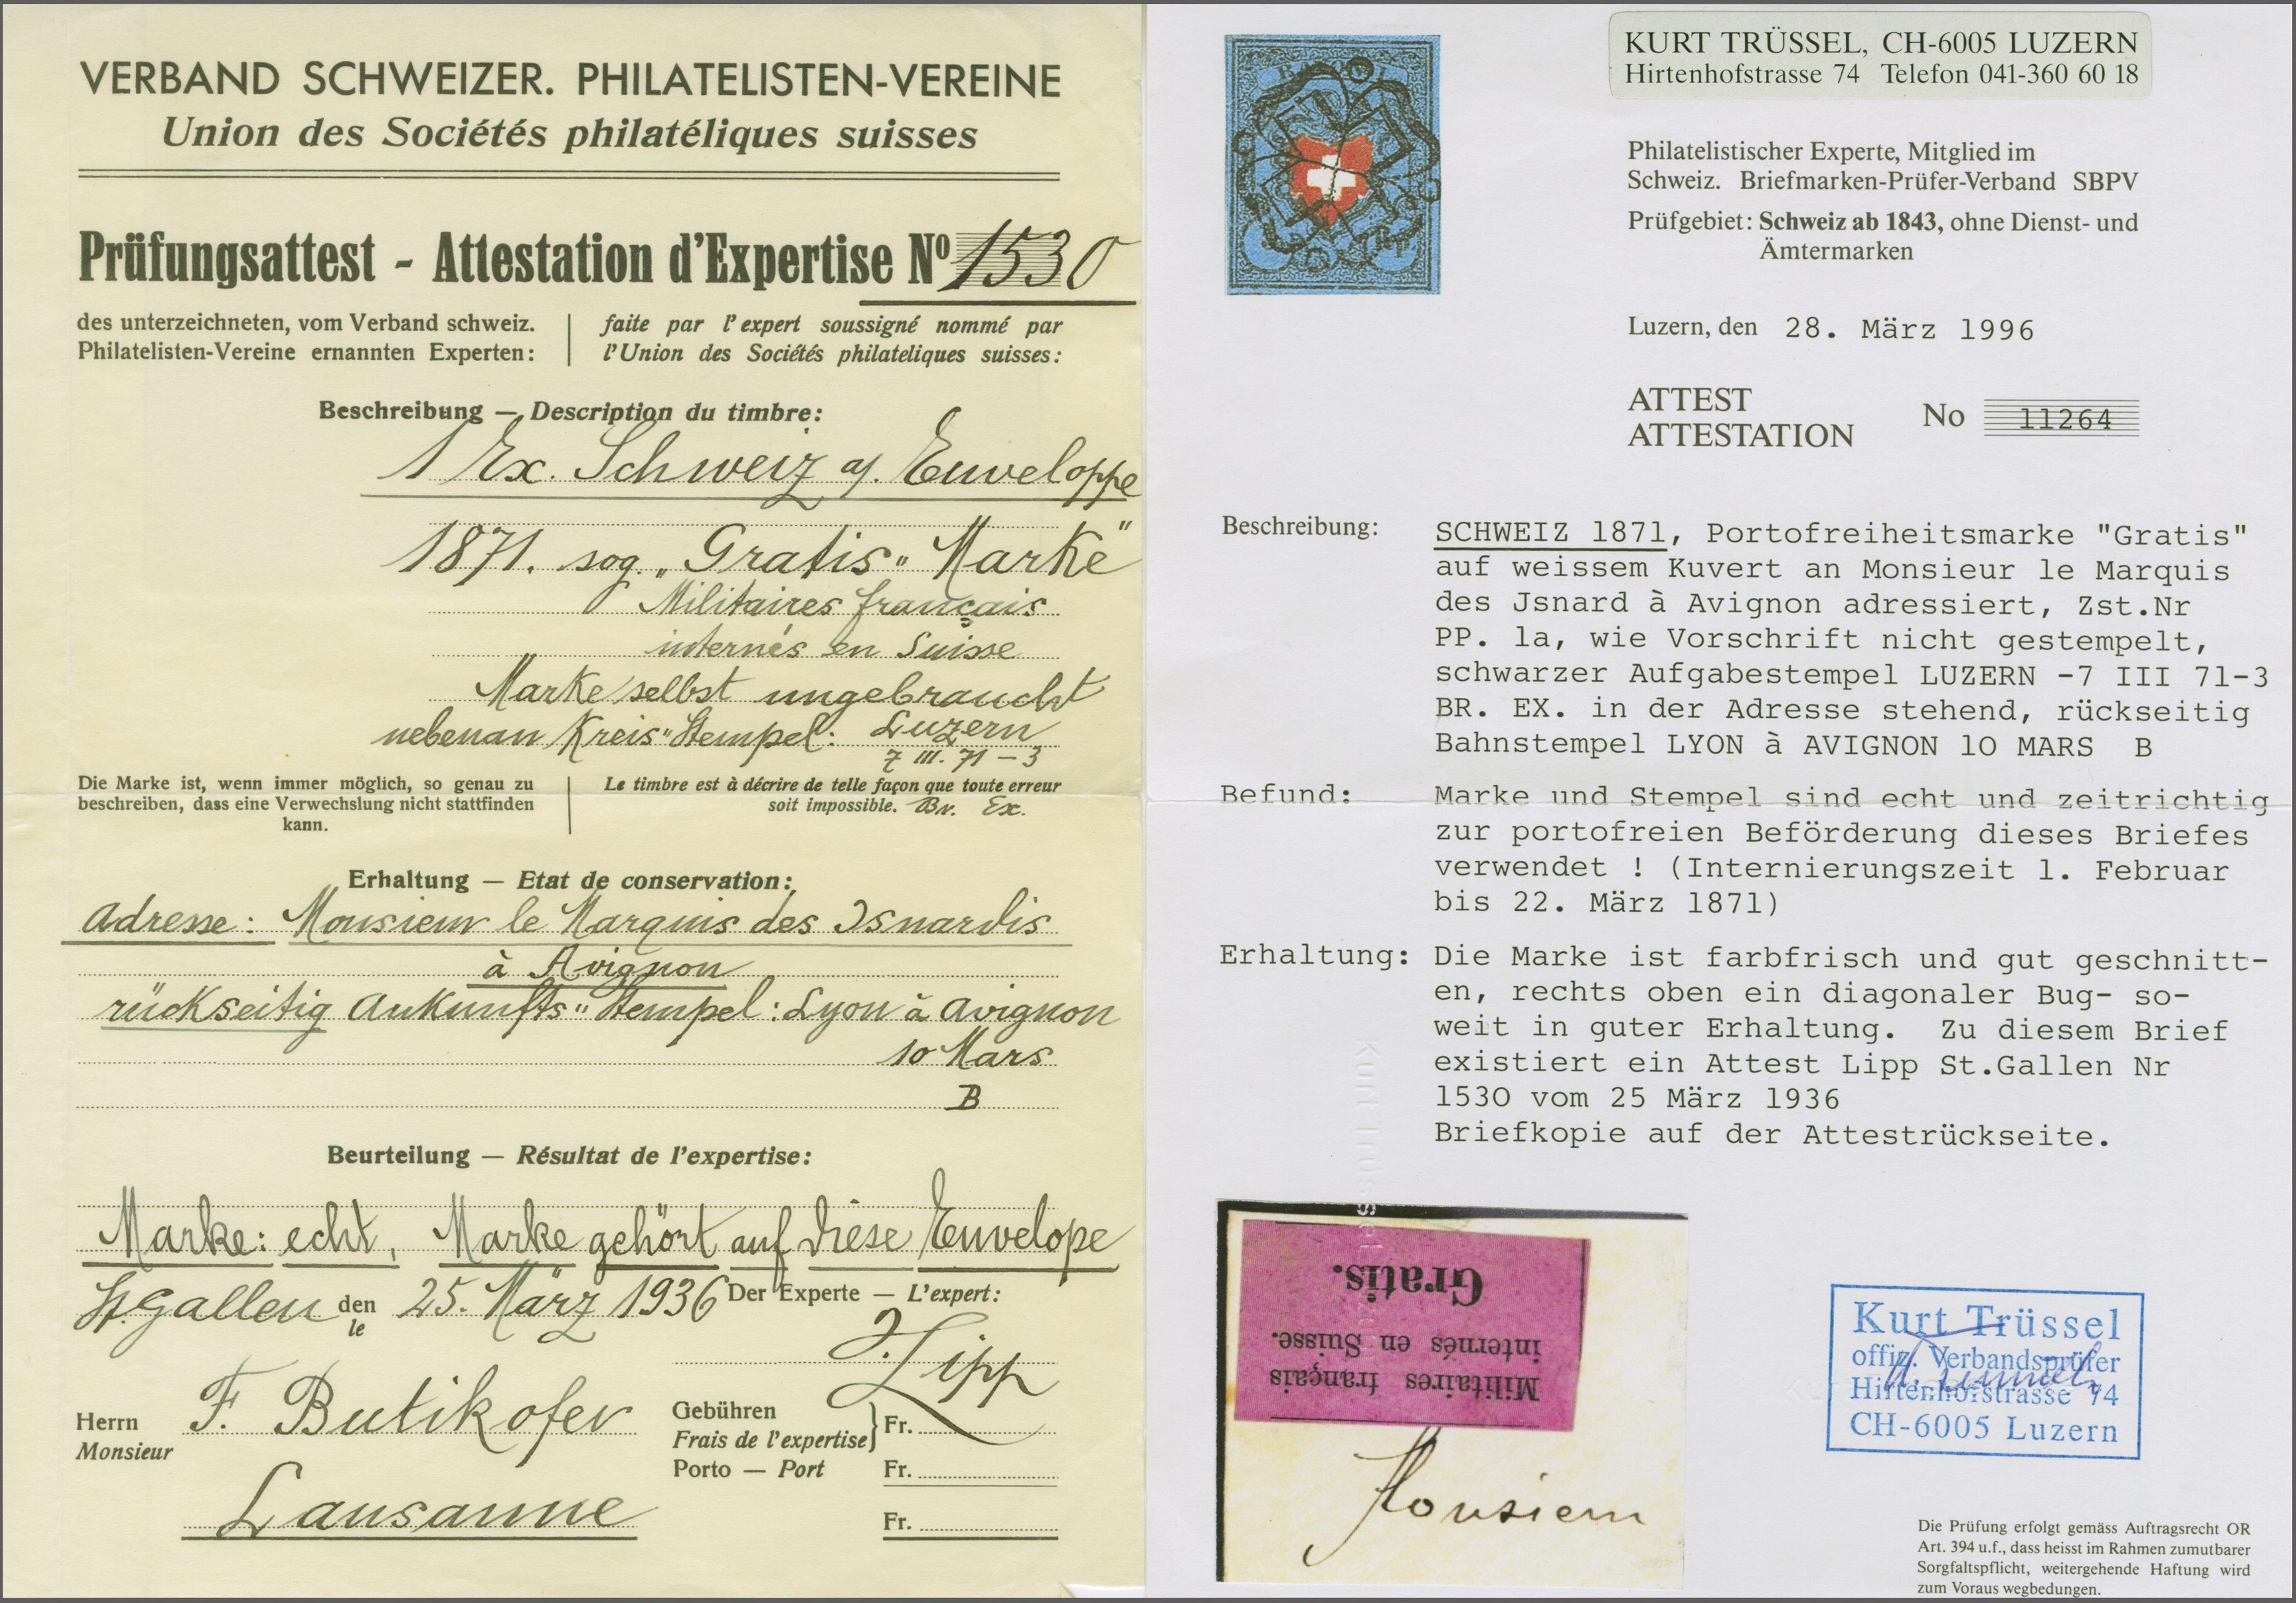 VERBAND SCHWEIZER. PHILATELISTEN-VEREINE
Union des Sociétés philatéliques suisses
Prüfungsattest - Attestation d'Expertise Nº 1530
des unterzeichneten, vom Verband schweiz.
Philatelisten-Vereine ernannten Experten:
faite par l'expert soussigné nommé par
l'Union des Sociétés philateliques suisses:
Beschreibung — Description du timbre:
1 Ex. Schweiz a/. Enveloppe
1871. sog. „Gratis" Marke"
Militaires français
internés en Suisse
Marke selbst ungebraucht
nebenan Kreis"Stempel: Luzern
7 III. 71 - 3
Die Marke ist, wenn immer möglich, so genau zu
beschreiben, dass eine Verwechslung nicht stattfinden
kann.
Le timbre est à décrire de telle façon que toute erreur
soit impossible. Br. Ex.
Erhaltung — Etat de conservation:
Adresse: Monsieur le Marquis des Isnardis
à Avignon
rückseitig Ankunfts"Stempel: Lyon à Avignon
10 Mars
B
Beurteilung — Résultat de l'expertise:
Marke: echt, Marke gehört auf diese Envelope
St. Gallen den 25. März 1936 Der Experte — L'expert:
le
J. Lipp
Herrn F. Butikofer
Monsieur
Lausanne
Gebühren
Frais de l'expertise } Fr.
Porto — Port Fr.
Fr.
KURT TRÜSSEL, CH-6005 LUZERN
Hirtenhofstrasse 74 Telefon 041-360 60 18
Philatelistischer Experte, Mitglied im
Schweiz. Briefmarken-Prüfer-Verband SBPV
Prüfgebiet: Schweiz ab 1843, ohne Dienst- und
Ämtermarken
Luzern, den 28. März 1996
ATTEST
ATTESTATION
No 11264
Beschreibung: SCHWEIZ 1871, Portofreiheitsmarke "Gratis"
auf weissem Kuvert an Monsieur le Marquis
des Jsnard à Avignon adressiert, Zst.Nr
PP. 1a, wie Vorschrift nicht gestempelt,
schwarzer Aufgabestempel LUZERN -7 III 71-3
BR. EX. in der Adresse stehend, rückseitig
Bahnstempel LYON à AVIGNON 10 MARS B
Befund: Marke und Stempel sind echt und zeitrichtig
zur portofreien Beförderung dieses Briefes
verwendet ! (Internierungszeit 1. Februar
bis 22. März 1871)
Erhaltung: Die Marke ist farbfrisch und gut geschnitt-
en, rechts oben ein diagonaler Bug- so-
weit in guter Erhaltung. Zu diesem Brief
existiert ein Attest Lipp St.Gallen Nr
1530 vom 25 März 1936
Briefkopie auf der Attestrückseite.
Militaires français
internés en Suisse.
Gratis.
Monsieur
Kurt Trüssel
offiz. Verbandsprüfer
Hirtenhofstrasse 74
CH-6005 Luzern
Die Prüfung erfolgt gemäss Auftragsrecht OR
Art. 394 u.f., dass heisst im Rahmen zumutbarer
Sorgfaltspflicht, weitergehende Haftung wird
zum Voraus wegbedungen.